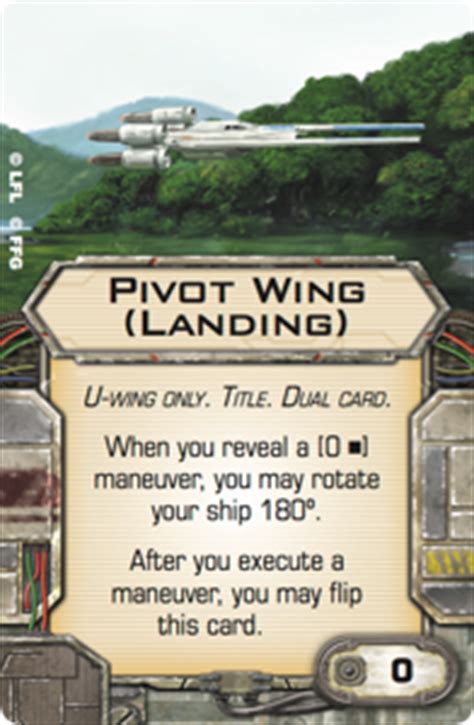 © LFL © FFG
Pivot Wing
(Landing)
U-wing only. Title. Dual card.
When you reveal a (0 ■)
maneuver, you may rotate
your ship 180º.
After you execute a
maneuver, you may flip
this card.
0